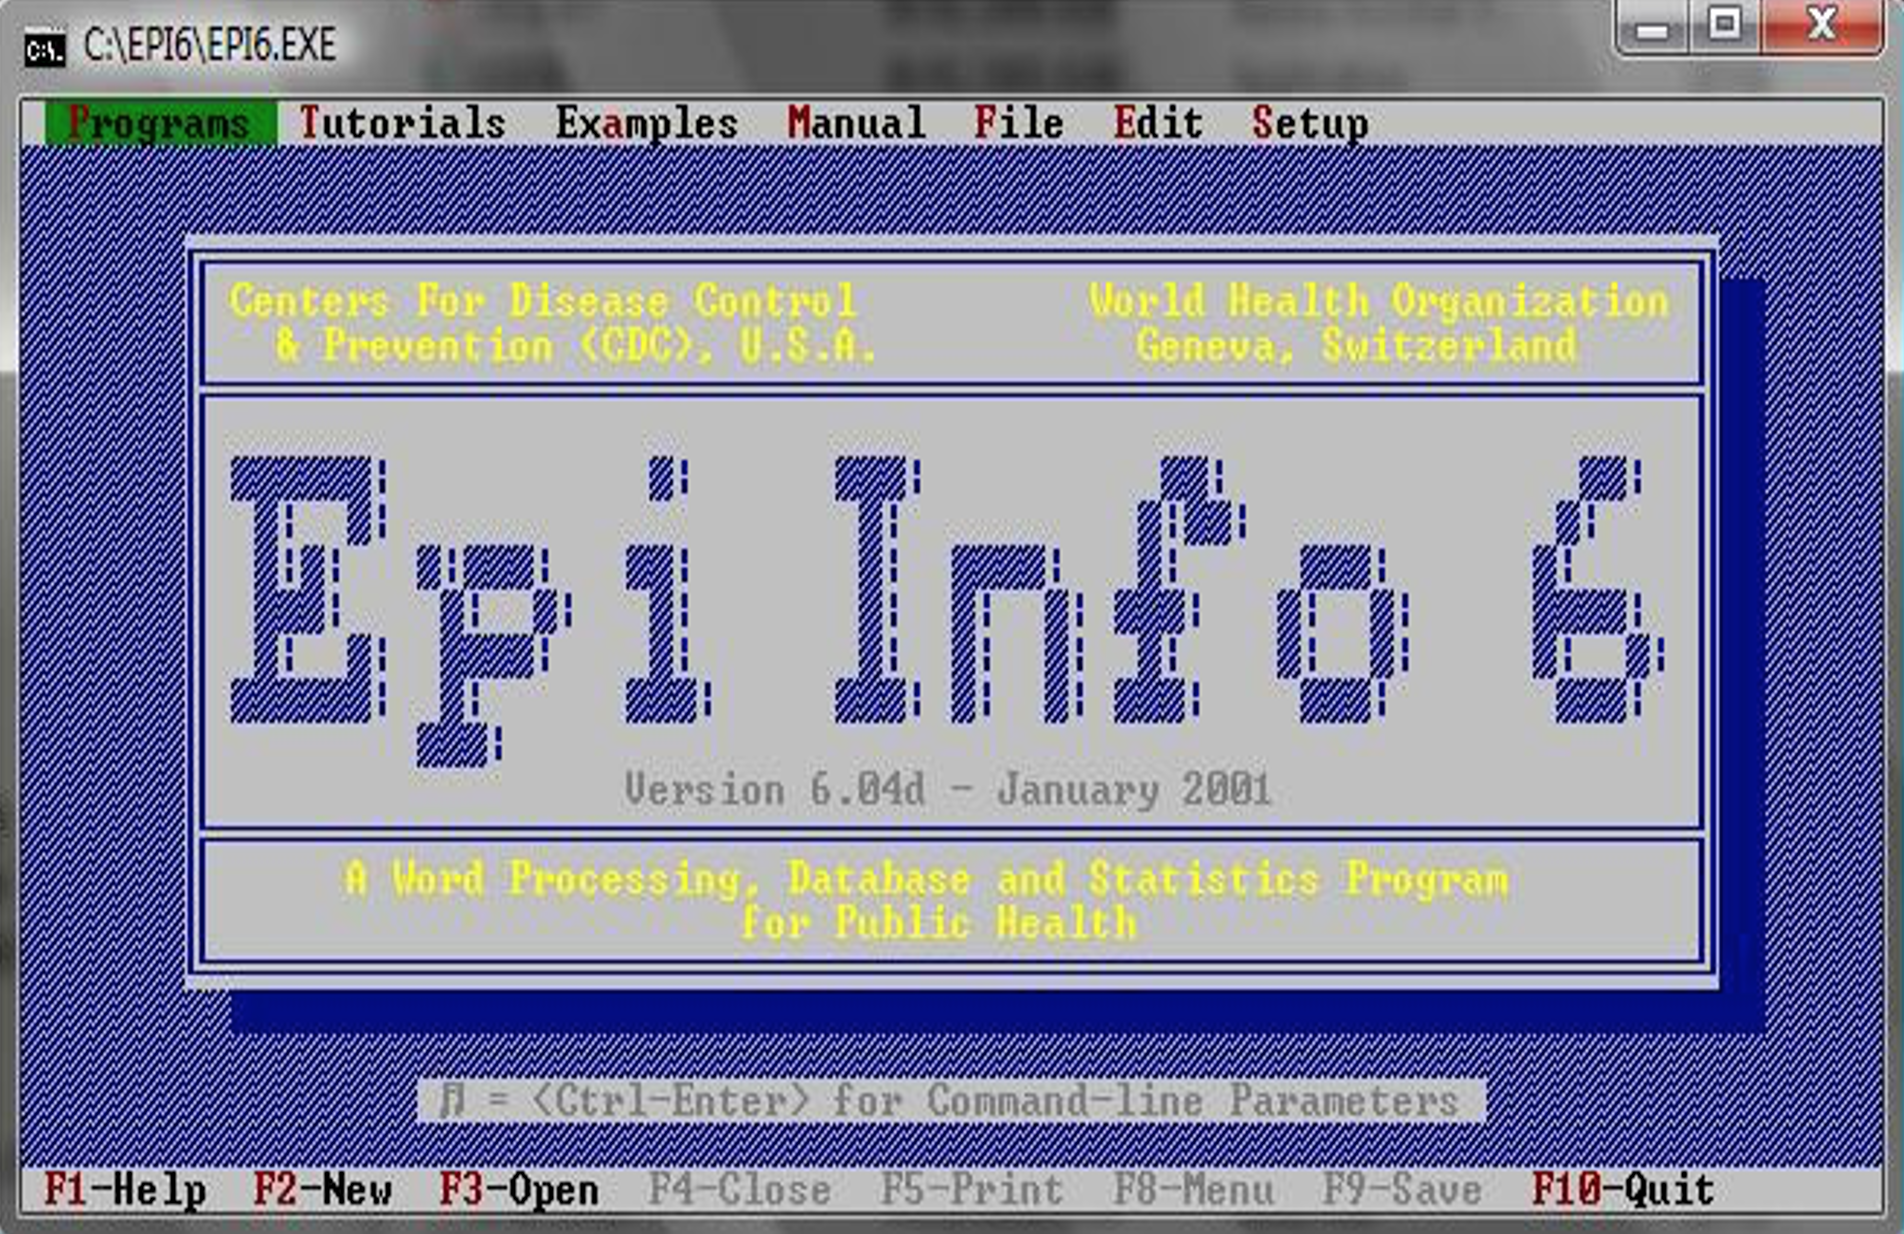 C:\EPI6\EPI6.EXE
Programs Tutorials Examples Manual File Edit Setup
Centers For Disease Control World Health Organization
& Prevention (CDC), U.S.A. Geneva, Switzerland
Epi Info 6
Version 6.04d - January 2001
A Word Processing, Database and Statistics Program
for Public Health
♬ = <Ctrl-Enter> for Command-line Parameters
F1-Help F2-New F3-Open F4-Close F5-Print F8-Menu F9-Save F10-Quit